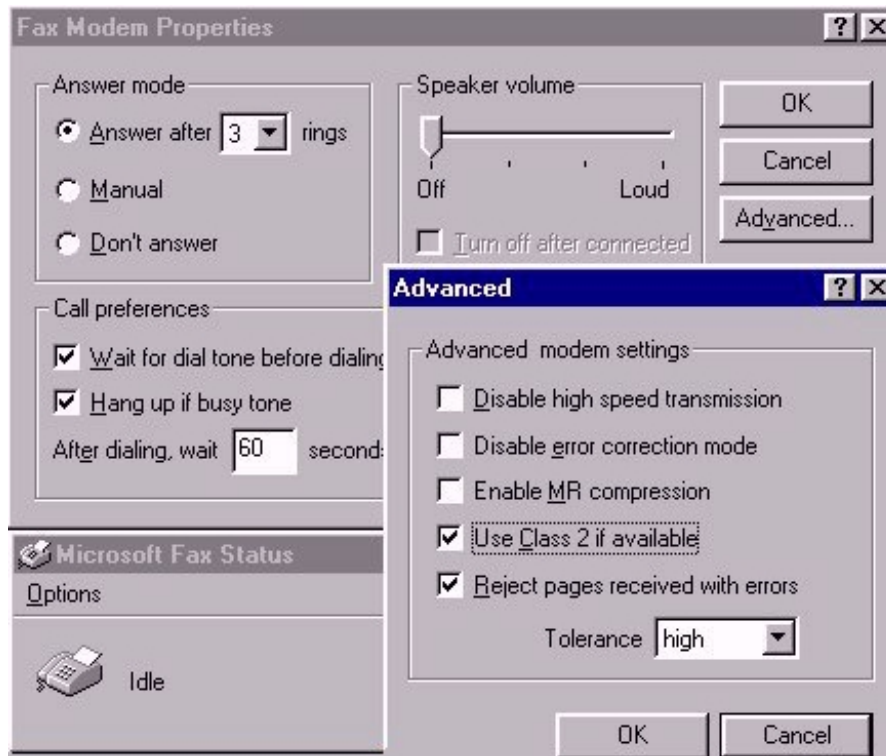 Fax Modem Properties
Answer mode
Answer after 3 rings
Manual
Don't answer
Speaker volume
Off Loud
Turn off after connected
OK
Cancel
Advanced...
Call preferences
Wait for dial tone before dialing
Hang up if busy tone
After dialing, wait 60 seconds
Advanced
Advanced modem settings
Disable high speed transmission
Disable error correction mode
Enable MR compression
Use Class 2 if available
Reject pages received with errors
Tolerance high
OK Cancel
Microsoft Fax Status
Options
Idle